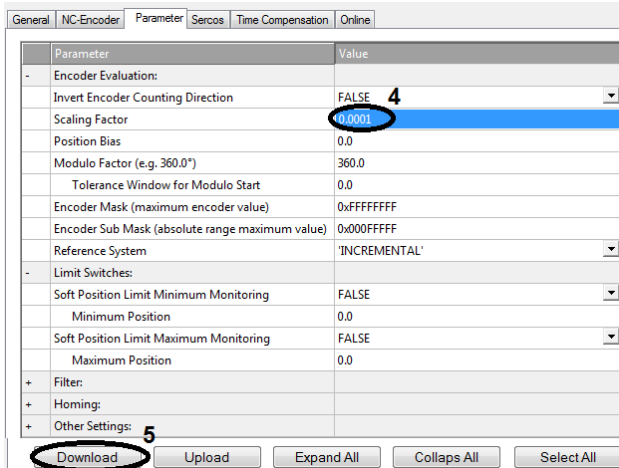 General NC-Encoder Parameter Sercos Time Compensation Online
Parameter Value
- Encoder Evaluation:
Invert Encoder Counting Direction FALSE 4
Scaling Factor 0.0001
Position Bias 0.0
Modulo Factor (e.g. 360.0°) 360.0
Tolerance Window for Modulo Start 0.0
Encoder Mask (maximum encoder value) 0xFFFFFFFF
Encoder Sub Mask (absolute range maximum value) 0x000FFFFF
Reference System 'INCREMENTAL'
- Limit Switches:
Soft Position Limit Minimum Monitoring FALSE
Minimum Position 0.0
Soft Position Limit Maximum Monitoring FALSE
Maximum Position 0.0
+ Filter:
+ Homing:
+ Other Settings:
5
Download Upload Expand All Collaps All Select All